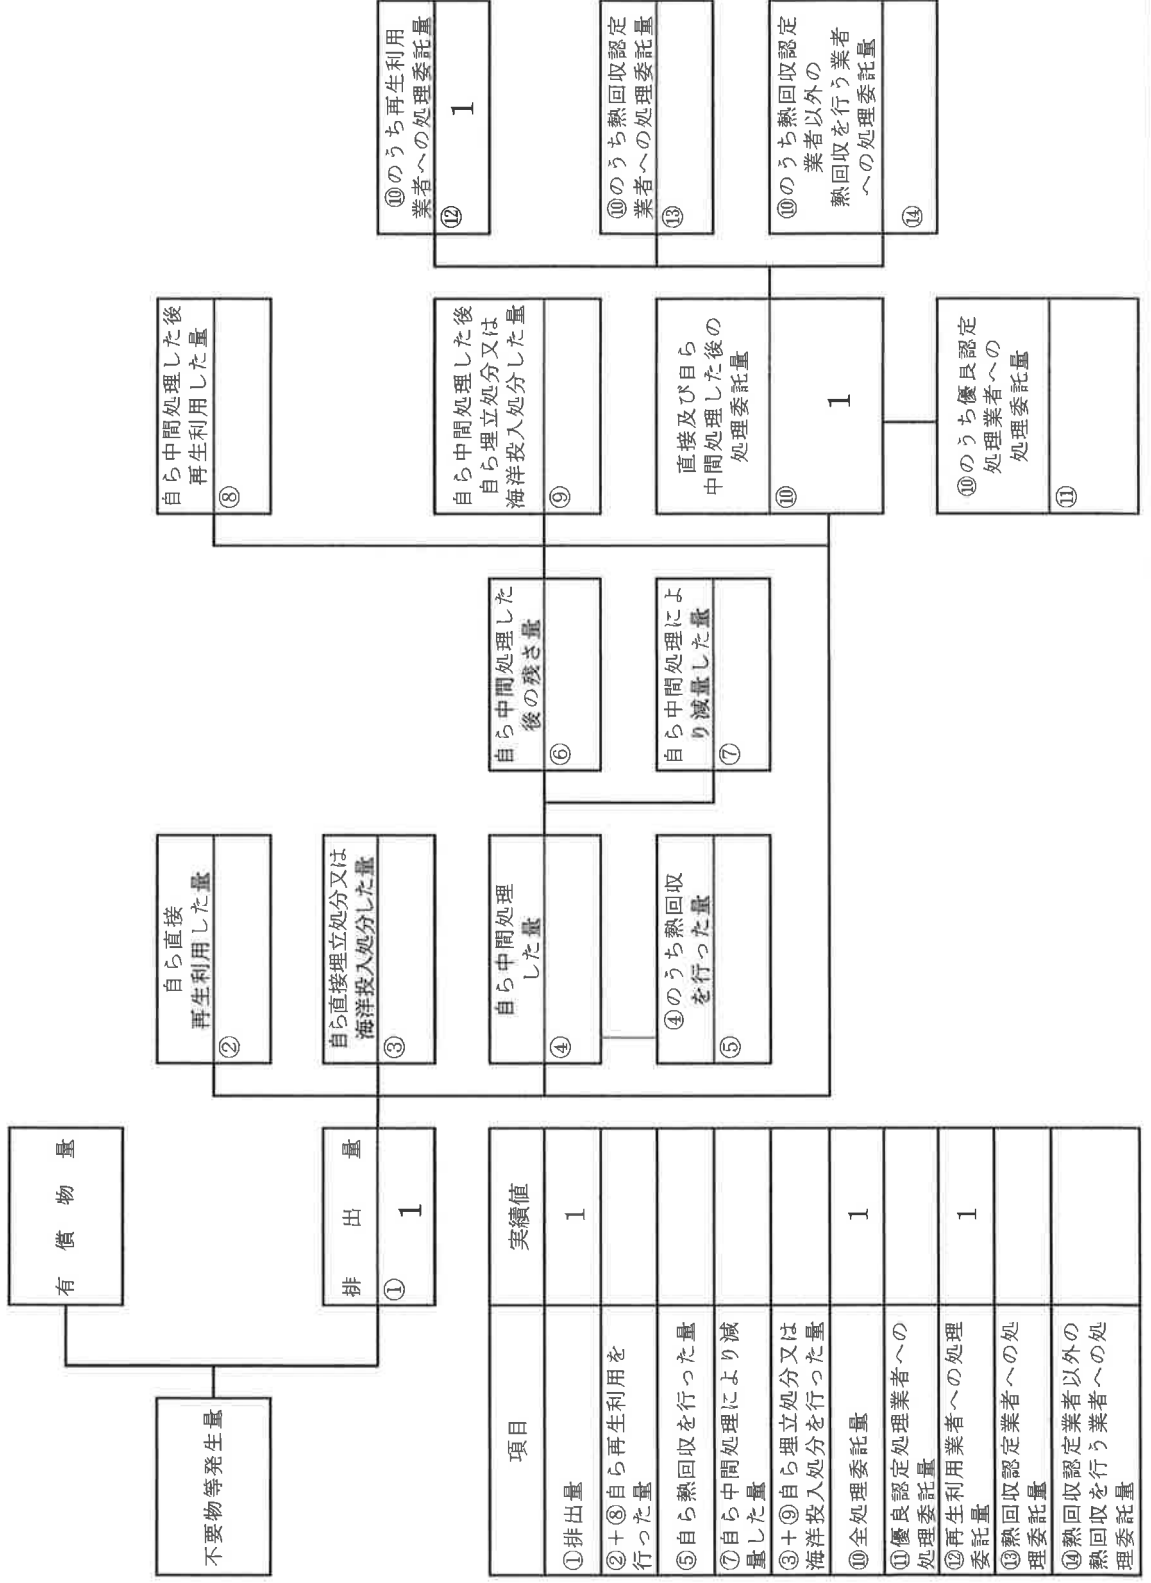 不要物等発生量
有償物量
排出量
①
1
自ら直接
再生利用した量
②
自ら直接埋立処分又は
海洋投入処分した量
③
自ら中間処理
した量
④
④のうち熱回収
を行った量
⑤
自ら中間処理した
後の残さ量
⑥
自ら中間処理によ
り減量した量
⑦
自ら中間処理した後
再生利用した量
⑧
自ら中間処理した後
自ら埋立処分又は
海洋投入処分した量
⑨
直接及び自ら
中間処理した後の
処理委託量
⑩
1
⑩のうち優良認定
処理業者への
処理委託量
⑪
⑩のうち再生利用
業者への処理委託量
⑫
1
⑩のうち熱回収認定
業者への処理委託量
⑬
⑩のうち熱回収認定
業者以外の
熱回収を行う業者
への処理委託量
⑭
項目 実績値
①排出量 1
②+⑧自ら再生利用を
行った量
⑤自ら熱回収を行った量
⑦自ら中間処理により減
量した量
③+⑨自ら埋立処分又は
海洋投入処分を行った量
⑩全処理委託量 1
⑪優良認定処理業者への
処理委託量
⑫再生利用業者への処理
委託量 1
⑬熱回収認定業者への処
理委託量
⑭熱回収認定業者以外の
熱回収を行う業者への処
理委託量